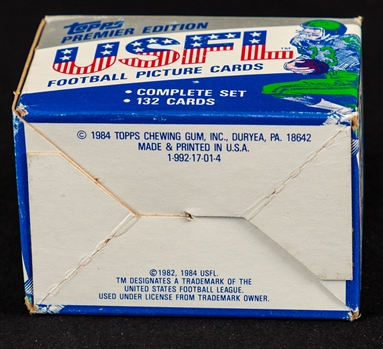 Topps
PREMIER EDITION
USFL™
FOOTBALL PICTURE CARDS
• COMPLETE SET
• 132 CARDS
© 1984 TOPPS CHEWING GUM, INC., DURYEA, PA. 18642
MADE & PRINTED IN U.S.A.
1-992-17-01-4
©1982, 1984 USFL.
TM DESIGNATES A TRADEMARK OF THE
UNITED STATES FOOTBALL LEAGUE.
USED UNDER LICENSE FROM TRADEMARK OWNER.